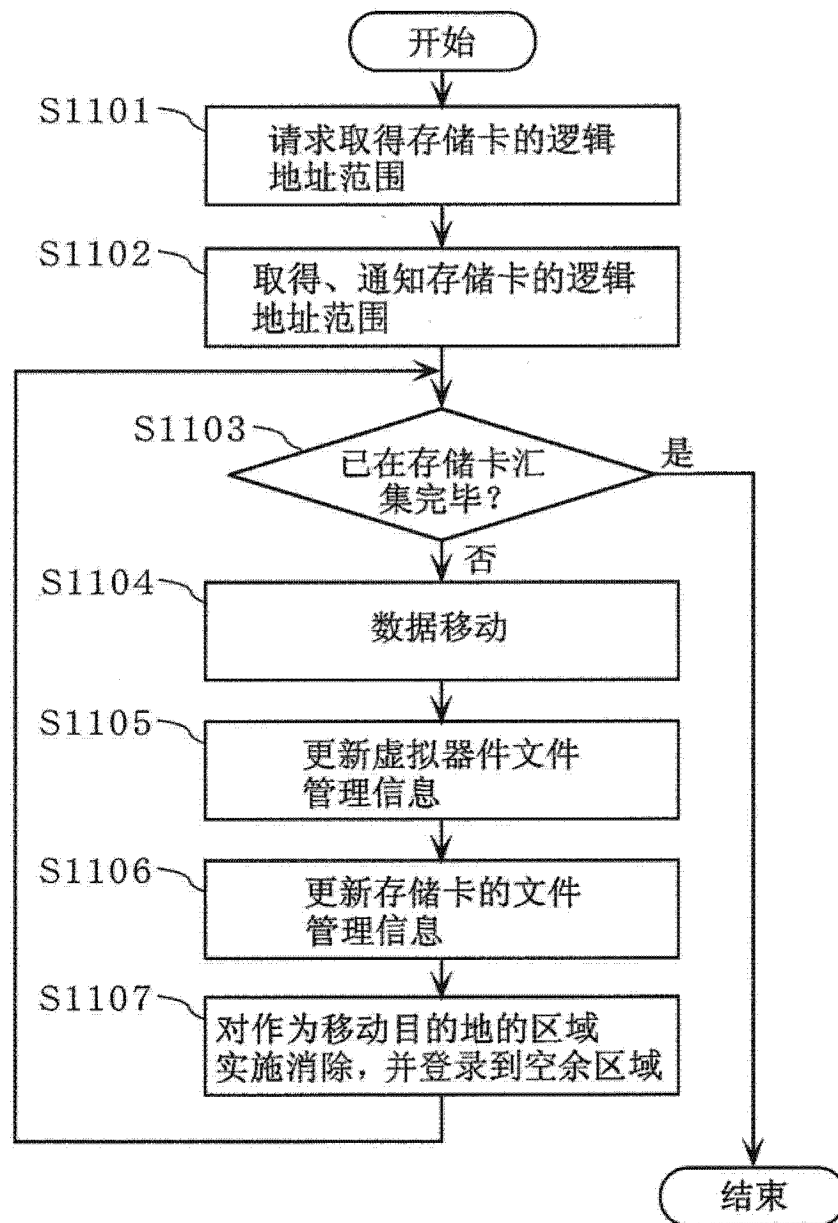 开始
S1101
请求取得存储卡的逻辑
地址范围
S1102
取得、通知存储卡的逻辑
地址范围
S1103
已在存储卡汇
集完毕?
是
否
S1104
数据移动
S1105
更新虚拟器件文件
管理信息
S1106
更新存储卡的文件
管理信息
S1107
对作为移动目的地的区域
实施消除,并登录到空余区域
结束